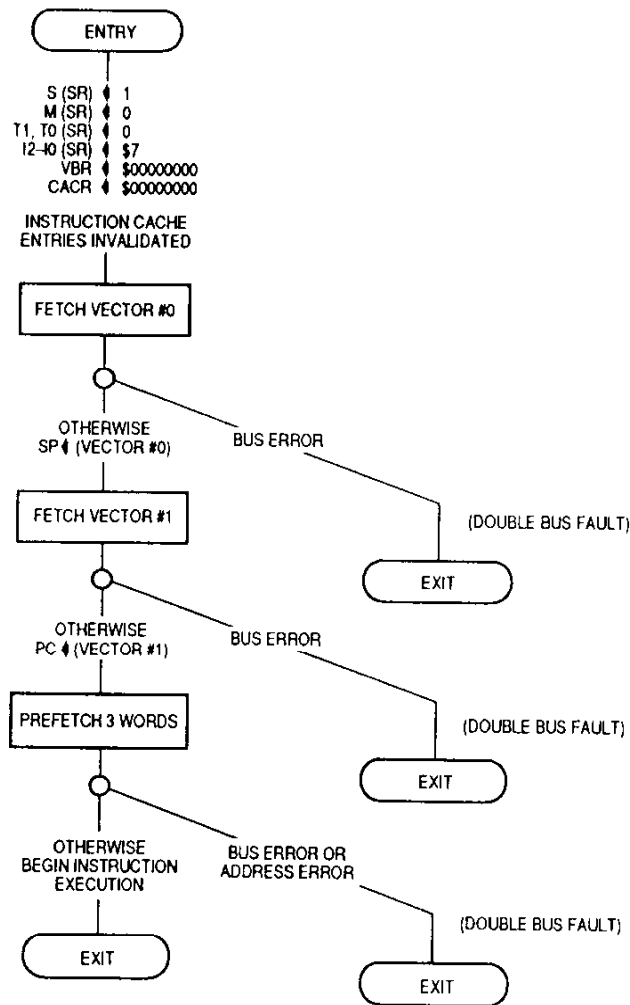 ENTRY
S (SR) ◀ 1
M (SR) ◀ 0
T1, T0 (SR) ◀ 0
I2–I0 (SR) ◀ $7
VBR ◀ $00000000
CACR ◀ $00000000
INSTRUCTION CACHE
ENTRIES INVALIDATED
FETCH VECTOR #0
OTHERWISE
SP ◀ (VECTOR #0)
BUS ERROR
(DOUBLE BUS FAULT)
EXIT
FETCH VECTOR #1
OTHERWISE
PC ◀ (VECTOR #1)
BUS ERROR
(DOUBLE BUS FAULT)
EXIT
PREFETCH 3 WORDS
OTHERWISE
BEGIN INSTRUCTION
EXECUTION
BUS ERROR OR
ADDRESS ERROR
(DOUBLE BUS FAULT)
EXIT
EXIT